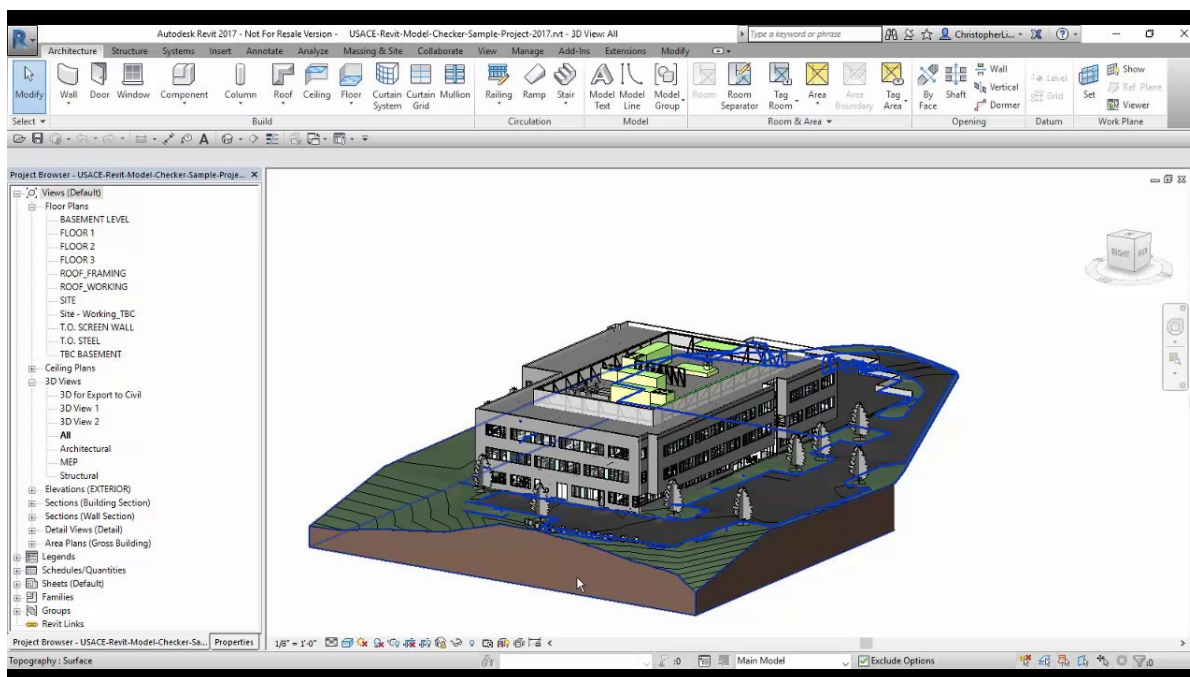 Autodesk Revit 2017 - Not For Resale Version - USACE-Revit-Model-Checker-Sample-Project-2017.rvt - 3D View: All
Type a keyword or phrase
ChristopherLi...
Architecture Structure Systems Insert Annotate Analyze Massing & Site Collaborate View Manage Add-Ins Extensions Modify
Modify Wall Door Window Component Column Roof Ceiling Floor Curtain System Curtain Grid Mullion Railing Ramp Stair Model Text Model Line Model Group Room Room Separator Tag Room Area Area Boundary Tag Area By Face Shaft Wall Vertical Dormer Level Grid Set Show Ref Plane Viewer
Select Build Circulation Model Room & Area Opening Datum Work Plane
Project Browser - USACE-Revit-Model-Checker-Sample-Proje...
Views (Default)
Floor Plans
BASEMENT LEVEL
FLOOR 1
FLOOR 2
FLOOR 3
ROOF_FRAMING
ROOF_WORKING
SITE
Site - Working_TBC
T.O. SCREEN WALL
T.O. STEEL
TBC BASEMENT
Ceiling Plans
3D Views
3D for Export to Civil
3D View 1
3D View 2
All
Architectural
MEP
Structural
Elevations (EXTERIOR)
Sections (Building Section)
Sections (Wall Section)
Detail Views (Detail)
Area Plans (Gross Building)
Legends
Schedules/Quantities
Sheets (Default)
Families
Groups
Revit Links
RIGHT
Project Browser - USACE-Revit-Model-Checker-Sa... Properties
1/8" = 1'-0"
Topography : Surface
:0
Main Model
Exclude Options
:0